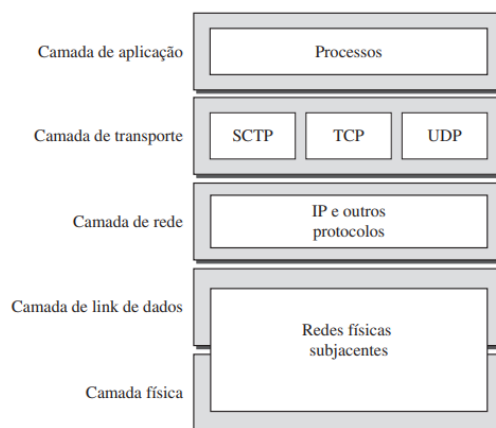 Camada de aplicação
Processos
Camada de transporte
SCTP
TCP
UDP
Camada de rede
IP e outros
protocolos
Camada de link de dados
Redes físicas
subjacentes
Camada física